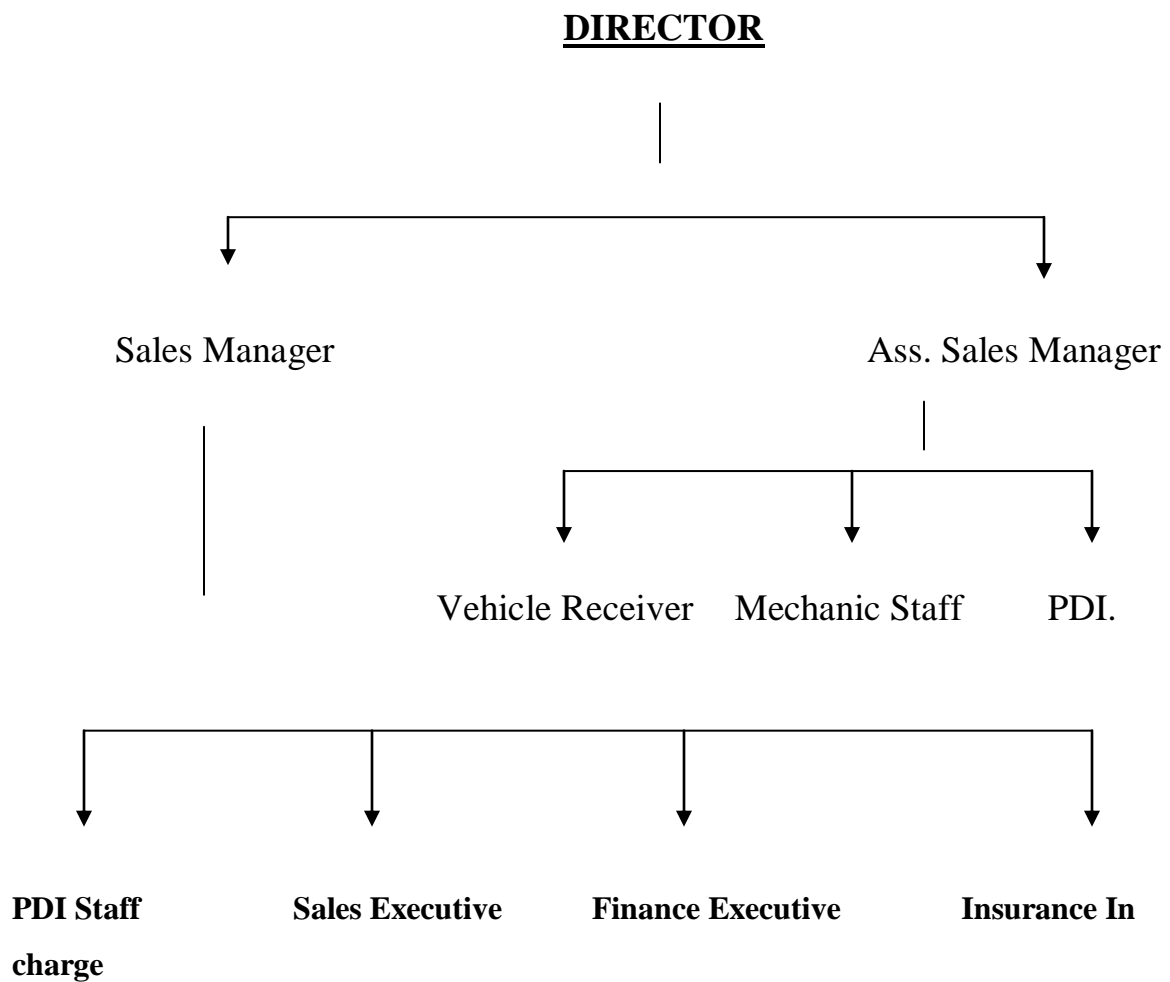 DIRECTOR
Sales Manager Ass. Sales Manager
Vehicle Receiver Mechanic Staff PDI.
PDI Staff Sales Executive Finance Executive Insurance In
charge